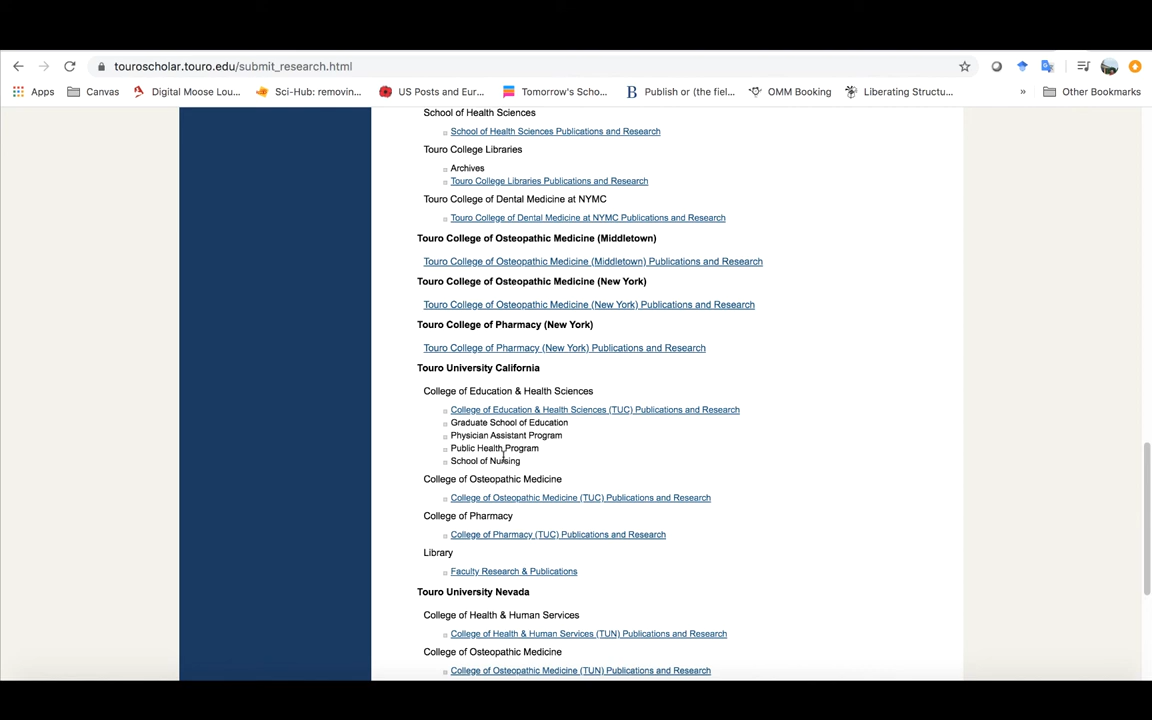 touroscholar.touro.edu/submit_research.html
Apps Canvas Digital Moose Lou... Sci-Hub: removin... US Posts and Eur... Tomorrow's Scho... Publish or (the fiel... OMM Booking Liberating Structu... » Other Bookmarks
School of Health Sciences
School of Health Sciences Publications and Research
Touro College Libraries
Archives
Touro College Libraries Publications and Research
Touro College of Dental Medicine at NYMC
Touro College of Dental Medicine at NYMC Publications and Research
Touro College of Osteopathic Medicine (Middletown)
Touro College of Osteopathic Medicine (Middletown) Publications and Research
Touro College of Osteopathic Medicine (New York)
Touro College of Osteopathic Medicine (New York) Publications and Research
Touro College of Pharmacy (New York)
Touro College of Pharmacy (New York) Publications and Research
Touro University California
College of Education & Health Sciences
College of Education & Health Sciences (TUC) Publications and Research
Graduate School of Education
Physician Assistant Program
Public Health Program
School of Nursing
College of Osteopathic Medicine
College of Osteopathic Medicine (TUC) Publications and Research
College of Pharmacy
College of Pharmacy (TUC) Publications and Research
Library
Faculty Research & Publications
Touro University Nevada
College of Health & Human Services
College of Health & Human Services (TUN) Publications and Research
College of Osteopathic Medicine
College of Osteopathic Medicine (TUN) Publications and Research